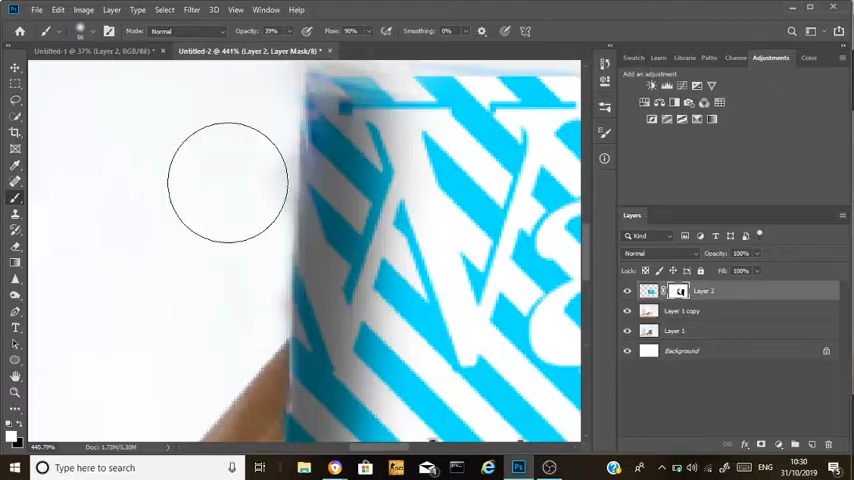 File Edit Image Layer Type Select Filter 3D View Window Help
56 Mode: Normal Opacity: 39% Flow: 90% Smoothing: 0%
Untitled-1 @ 37% (Layer 2, RGB/8#) * × Untitled-2 @ 441% (Layer 2, Layer Mask/8) * ×
Swatch Learn Librarie Paths Channe Adjustments Color
Add an adjustment
Layers
Kind
Normal Opacity: 100%
Lock: Fill: 100%
Layer 2
Layer 1 copy
Layer 1
Background
440.79% Doc: 1.73M/5.30M
Type here to search
ENG
10:30
31/10/2019